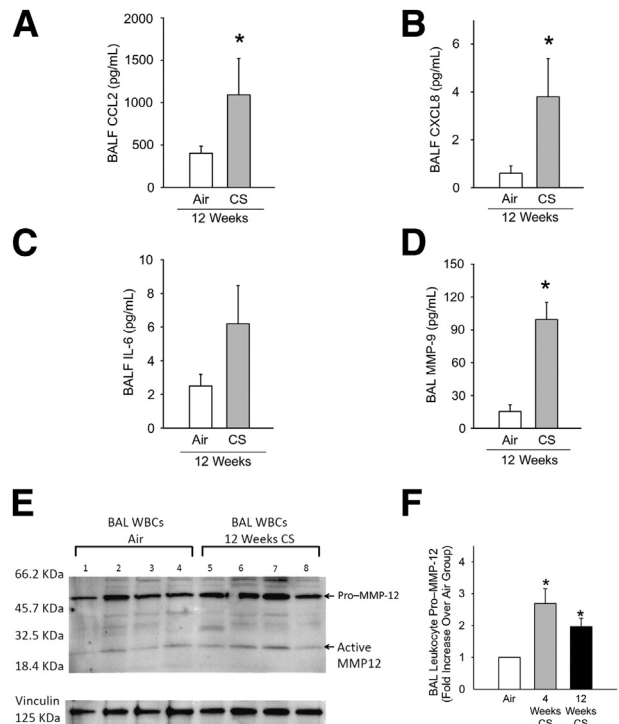 A
BALF CCL2 (pg/mL)
2000
1500
1000
500
0
*
Air CS
12 Weeks
B
BALF CXCL8 (pg/mL)
6
4
2
0
*
Air CS
12 Weeks
C
BALF IL-6 (pg/mL)
10
8
6
4
2
0
Air CS
12 Weeks
D
BAL MMP-9 (pg/mL)
150
120
90
60
30
0
*
Air CS
12 Weeks
E
BAL WBCs
Air
BAL WBCs
12 Weeks CS
1 2 3 4 5 6 7 8
66.2 KDa
45.7 KDa
32.5 KDa
18.4 KDa
Pro–MMP-12
Active
MMP12
Vinculin
125 KDa
F
BAL Leukocyte Pro–MMP-12
(Fold Increase Over Air Group)
4
3
2
1
0
*
*
Air
4
Weeks
CS
12
Weeks
CS